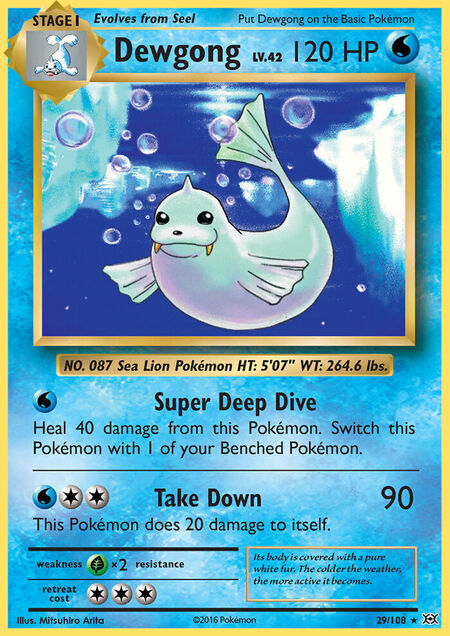 STAGE 1 Evolves from Seel Put Dewgong on the Basic Pokémon
Dewgong LV.42 120 HP
NO. 087 Sea Lion Pokémon HT: 5'07" WT: 264.6 lbs.
Super Deep Dive
Heal 40 damage from this Pokémon. Switch this
Pokémon with 1 of your Benched Pokémon.
Take Down 90
This Pokémon does 20 damage to itself.
weakness ×2 resistance
retreat
cost
Its body is covered with a pure
white fur. The colder the weather,
the more active it becomes.
Illus. Mitsuhiro Arita ©2016 Pokémon 29/108 ★